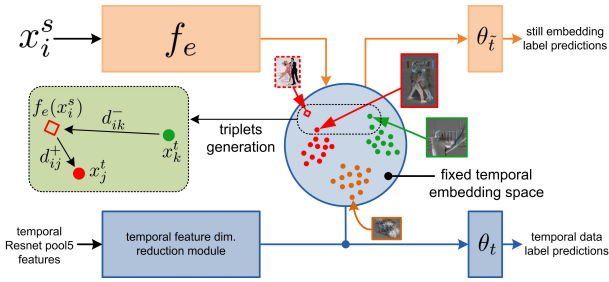 x_i^s
f_e
θ_t̃
still embedding
label predictions
f_e(x_i^s)
d_ik^-
d_ij^+
x_k^t
x_j^t
triplets
generation
fixed temporal
embedding space
temporal
Resnet pool5
features
temporal feature dim.
reduction module
θ_t
temporal data
label predictions